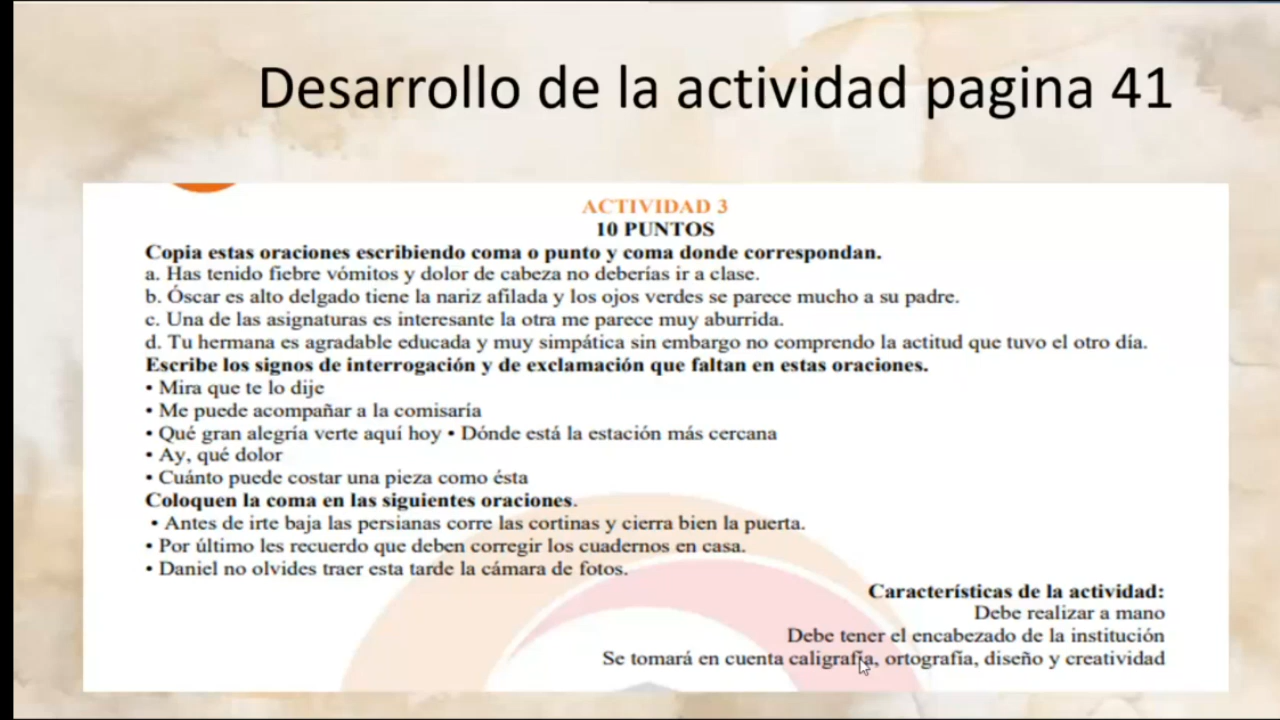 Desarrollo de la actividad pagina 41
ACTIVIDAD 3
10 PUNTOS
Copia estas oraciones escribiendo coma o punto y coma donde correspondan.
a. Has tenido fiebre vómitos y dolor de cabeza no deberías ir a clase.
b. Óscar es alto delgado tiene la nariz afilada y los ojos verdes se parece mucho a su padre.
c. Una de las asignaturas es interesante la otra me parece muy aburrida.
d. Tu hermana es agradable educada y muy simpática sin embargo no comprendo la actitud que tuvo el otro día.
Escribe los signos de interrogación y de exclamación que faltan en estas oraciones.
• Mira que te lo dije
• Me puede acompañar a la comisaría
• Qué gran alegría verte aquí hoy • Dónde está la estación más cercana
• Ay, qué dolor
• Cuánto puede costar una pieza como ésta
Coloquen la coma en las siguientes oraciones.
• Antes de irte baja las persianas corre las cortinas y cierra bien la puerta.
• Por último les recuerdo que deben corregir los cuadernos en casa.
• Daniel no olvides traer esta tarde la cámara de fotos.
Características de la actividad:
Debe realizar a mano
Debe tener el encabezado de la institución
Se tomará en cuenta caligrafía, ortografía, diseño y creatividad